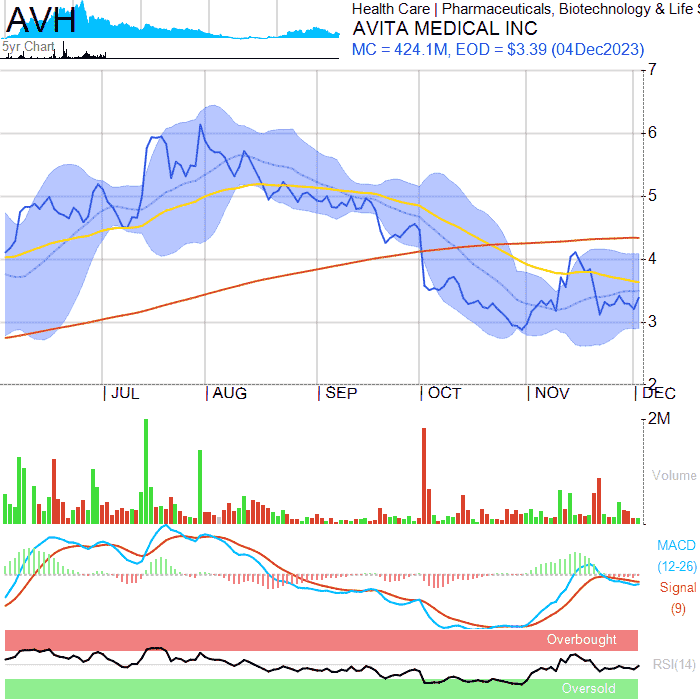 AVH
5yr Chart
Health Care | Pharmaceuticals, Biotechnology & Life S
AVITA MEDICAL INC
MC = 424.1M, EOD = $3.39 (04Dec2023)
7
6
5
4
3
2
JUL AUG SEP OCT NOV DEC
2M
Volume
MACD
(12-26)
Signal
(9)
Overbought
RSI(14)
Oversold